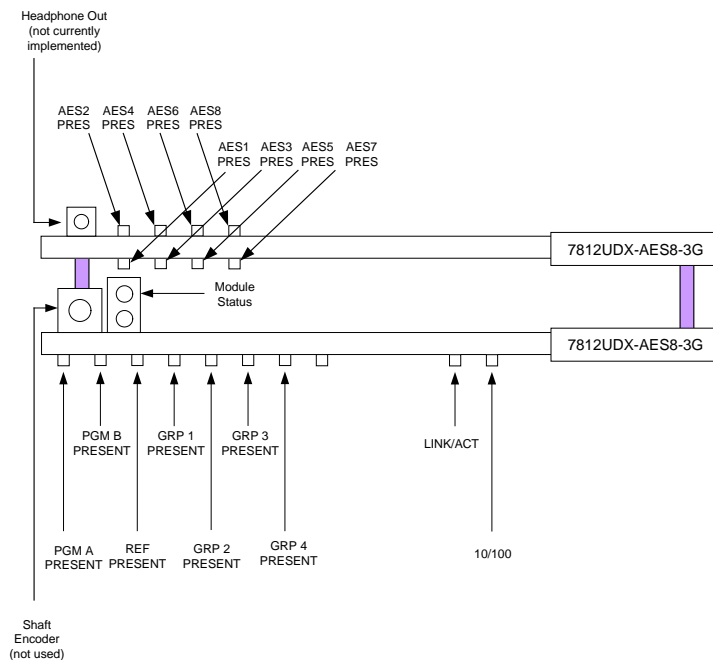 Headphone Out
(not currently
implemented)
AES2
PRES
AES4
PRES
AES6
PRES
AES8
PRES
AES1
PRES
AES3
PRES
AES5
PRES
AES7
PRES
7812UDX-AES8-3G
Module
Status
7812UDX-AES8-3G
PGM B
PRESENT
GRP 1
PRESENT
GRP 3
PRESENT
LINK/ACT
PGM A
PRESENT
REF
PRESENT
GRP 2
PRESENT
GRP 4
PRESENT
10/100
Shaft
Encoder
(not used)